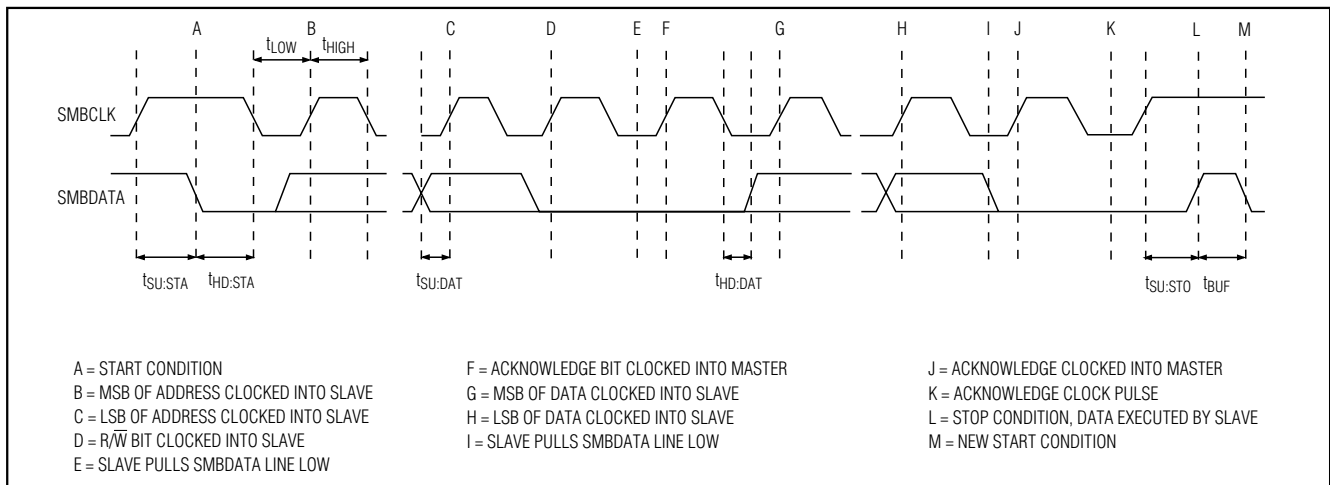 A B C D E F G H I J K L M
tLOW tHIGH
SMBCLK
SMBDATA
tSU:STA tHD:STA tSU:DAT tHD:DAT tSU:STO tBUF
A = START CONDITION
B = MSB OF ADDRESS CLOCKED INTO SLAVE
C = LSB OF ADDRESS CLOCKED INTO SLAVE
D = R/W̅ BIT CLOCKED INTO SLAVE
E = SLAVE PULLS SMBDATA LINE LOW
F = ACKNOWLEDGE BIT CLOCKED INTO MASTER
G = MSB OF DATA CLOCKED INTO SLAVE
H = LSB OF DATA CLOCKED INTO SLAVE
I = SLAVE PULLS SMBDATA LINE LOW
J = ACKNOWLEDGE CLOCKED INTO MASTER
K = ACKNOWLEDGE CLOCK PULSE
L = STOP CONDITION, DATA EXECUTED BY SLAVE
M = NEW START CONDITION